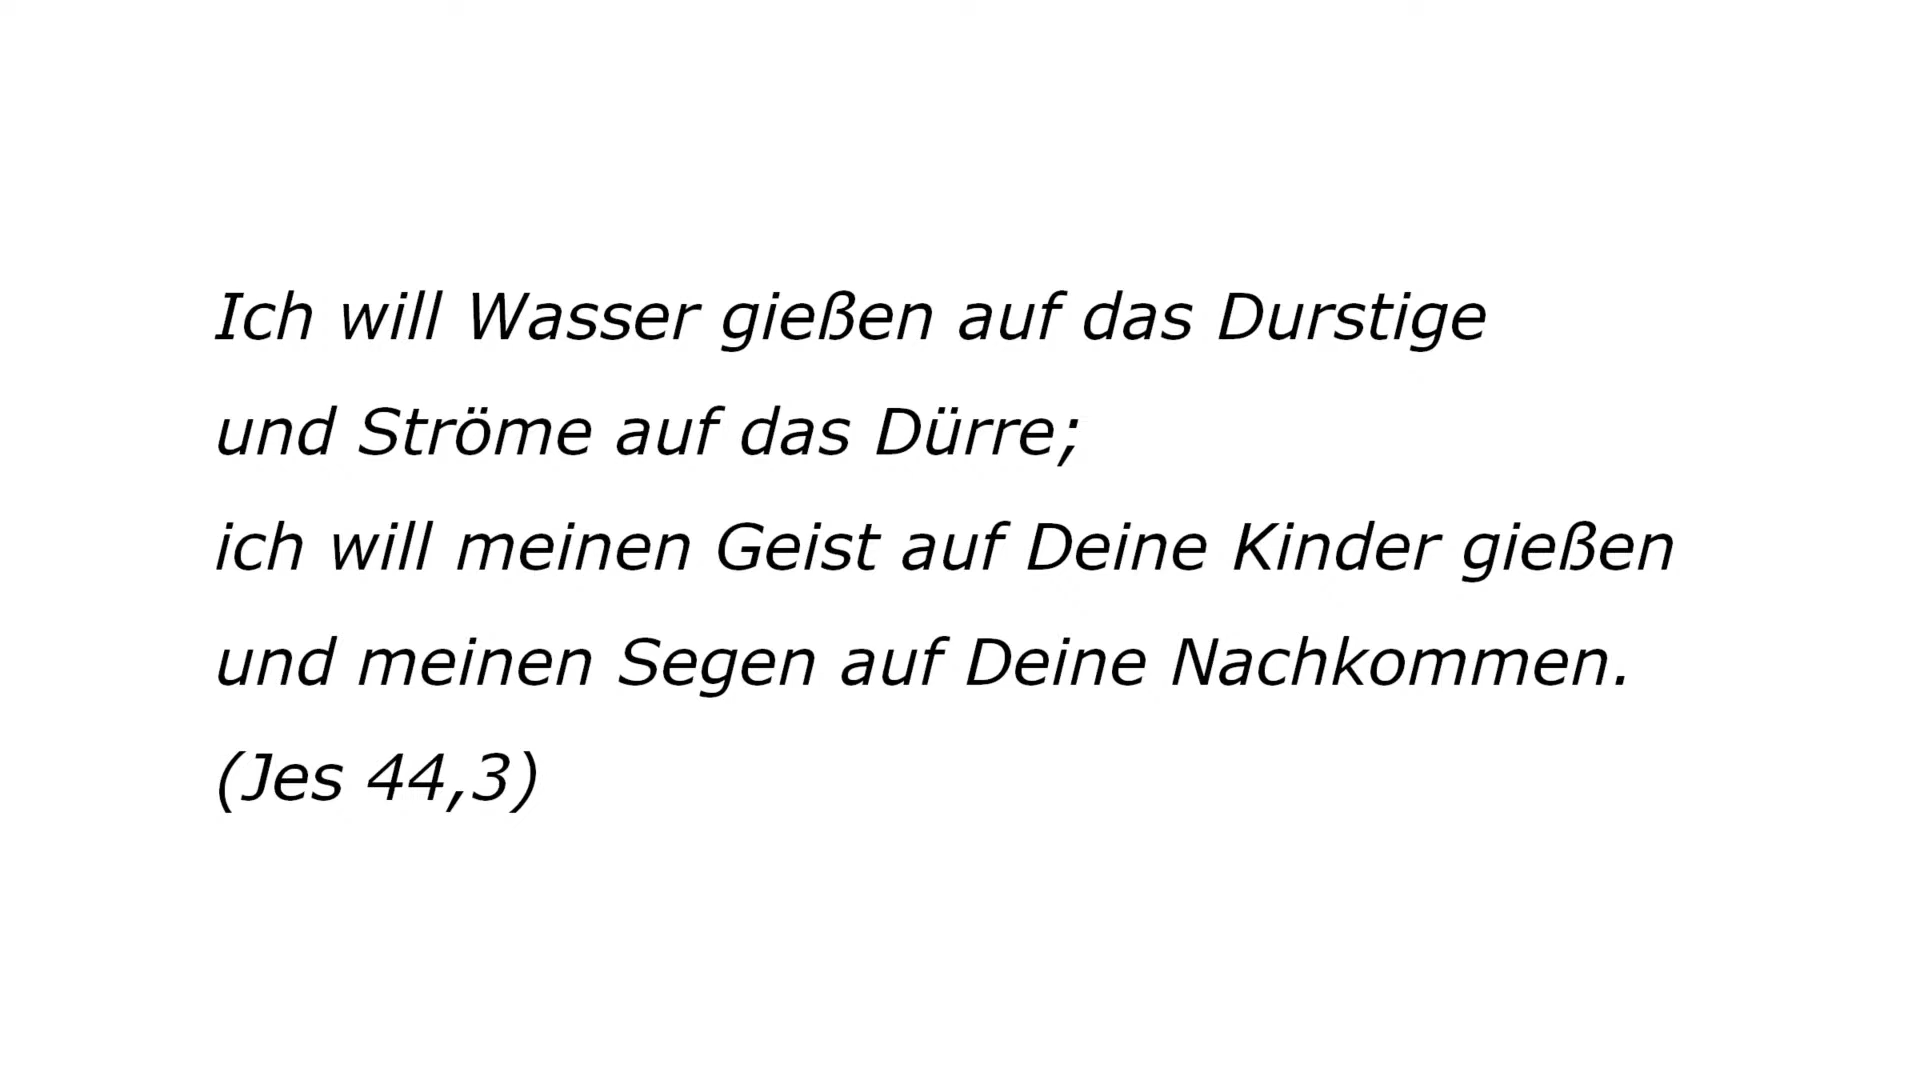 Ich will Wasser gießen auf das Durstige
und Ströme auf das Dürre;
ich will meinen Geist auf Deine Kinder gießen
und meinen Segen auf Deine Nachkommen.
(Jes 44,3)